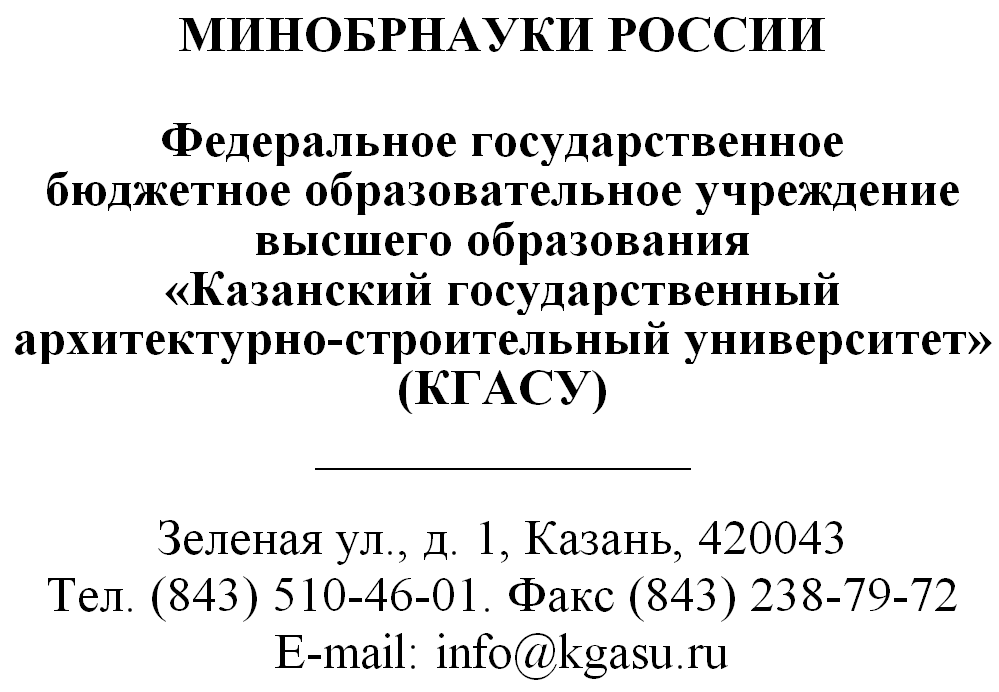 МИНОБРНАУКИ РОССИИ
Федеральное государственное
бюджетное образовательное учреждение
высшего образования
«Казанский государственный
архитектурно-строительный университет»
(КГАСУ)
Зеленая ул., д. 1, Казань, 420043
Тел. (843) 510-46-01. Факс (843) 238-79-72
E-mail: info@kgasu.ru